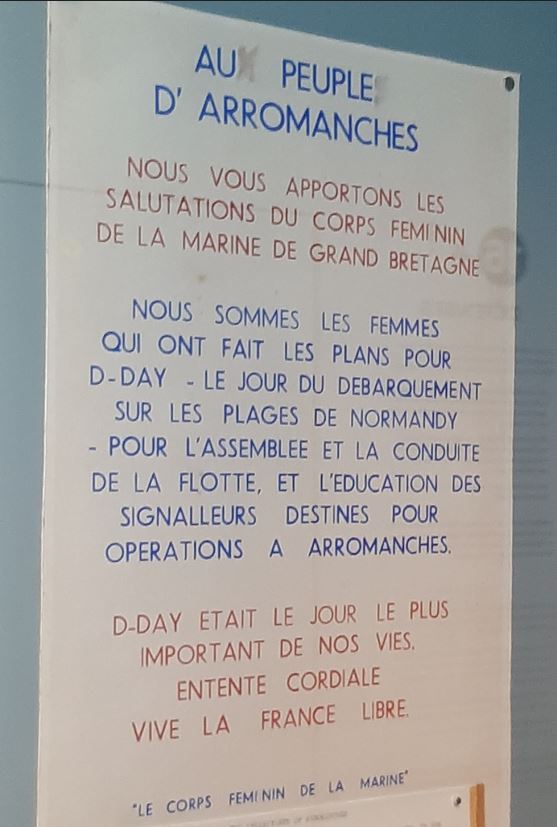 AU PEUPLE
D' ARROMANCHES
NOUS VOUS APPORTONS LES
SALUTATIONS DU CORPS FEMININ
DE LA MARINE DE GRAND BRETAGNE
NOUS SOMMES LES FEMMES
QUI ONT FAIT LES PLANS POUR
D-DAY - LE JOUR DU DEBARQUEMENT
SUR LES PLAGES DE NORMANDY
- POUR L'ASSEMBLEE ET LA CONDUITE
DE LA FLOTTE, ET L'EDUCATION DES
SIGNALLEURS DESTINES POUR
OPERATIONS A ARROMANCHES.
D-DAY ETAIT LE JOUR LE PLUS
IMPORTANT DE NOS VIES.
ENTENTE CORDIALE
VIVE LA FRANCE LIBRE.
"LE CORPS FEMININ DE LA MARINE"